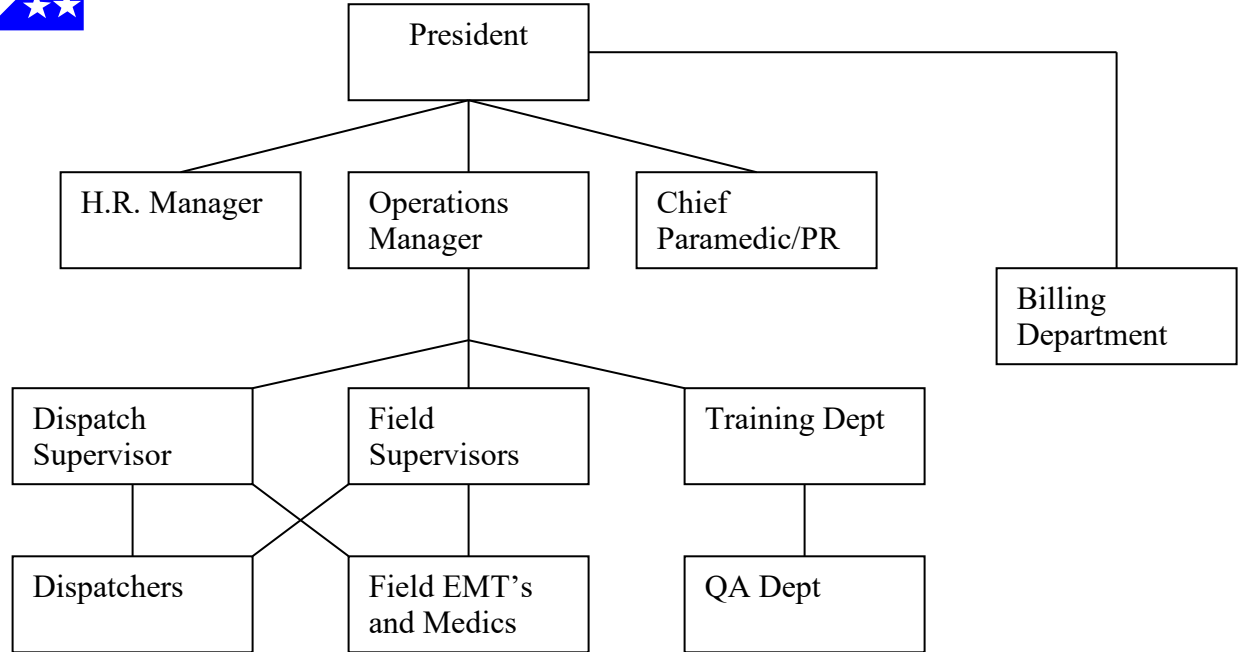 President
H.R. Manager
Operations
Manager
Chief
Paramedic/PR
Billing
Department
Dispatch
Supervisor
Field
Supervisors
Training Dept
Dispatchers
Field EMT’s
and Medics
QA Dept